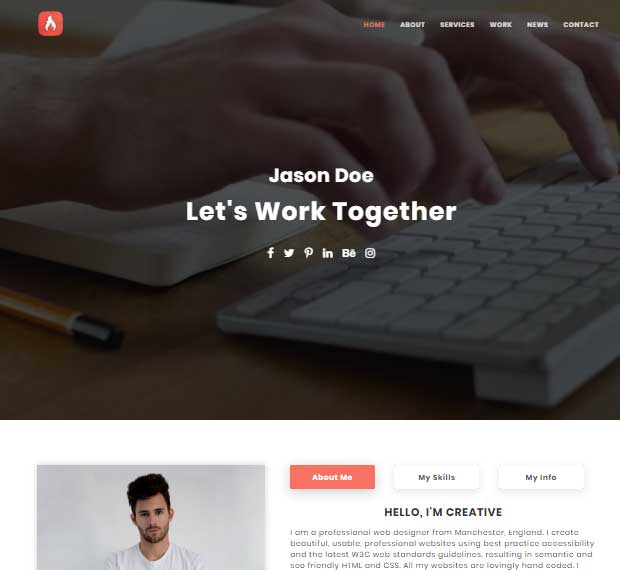 HOME ABOUT SERVICES WORK NEWS CONTACT
Jason Doe
Let's Work Together
Bē
About Me My Skills My Info
HELLO, I'M CREATIVE
I am a professional web designer from Manchester, England. I create
beautiful, usable, professional websites using best practice accessibility
and the latest W3C web standards guidelines, resulting in semantic and
seo friendly HTML and CSS. All my websites are lovingly hand coded. I